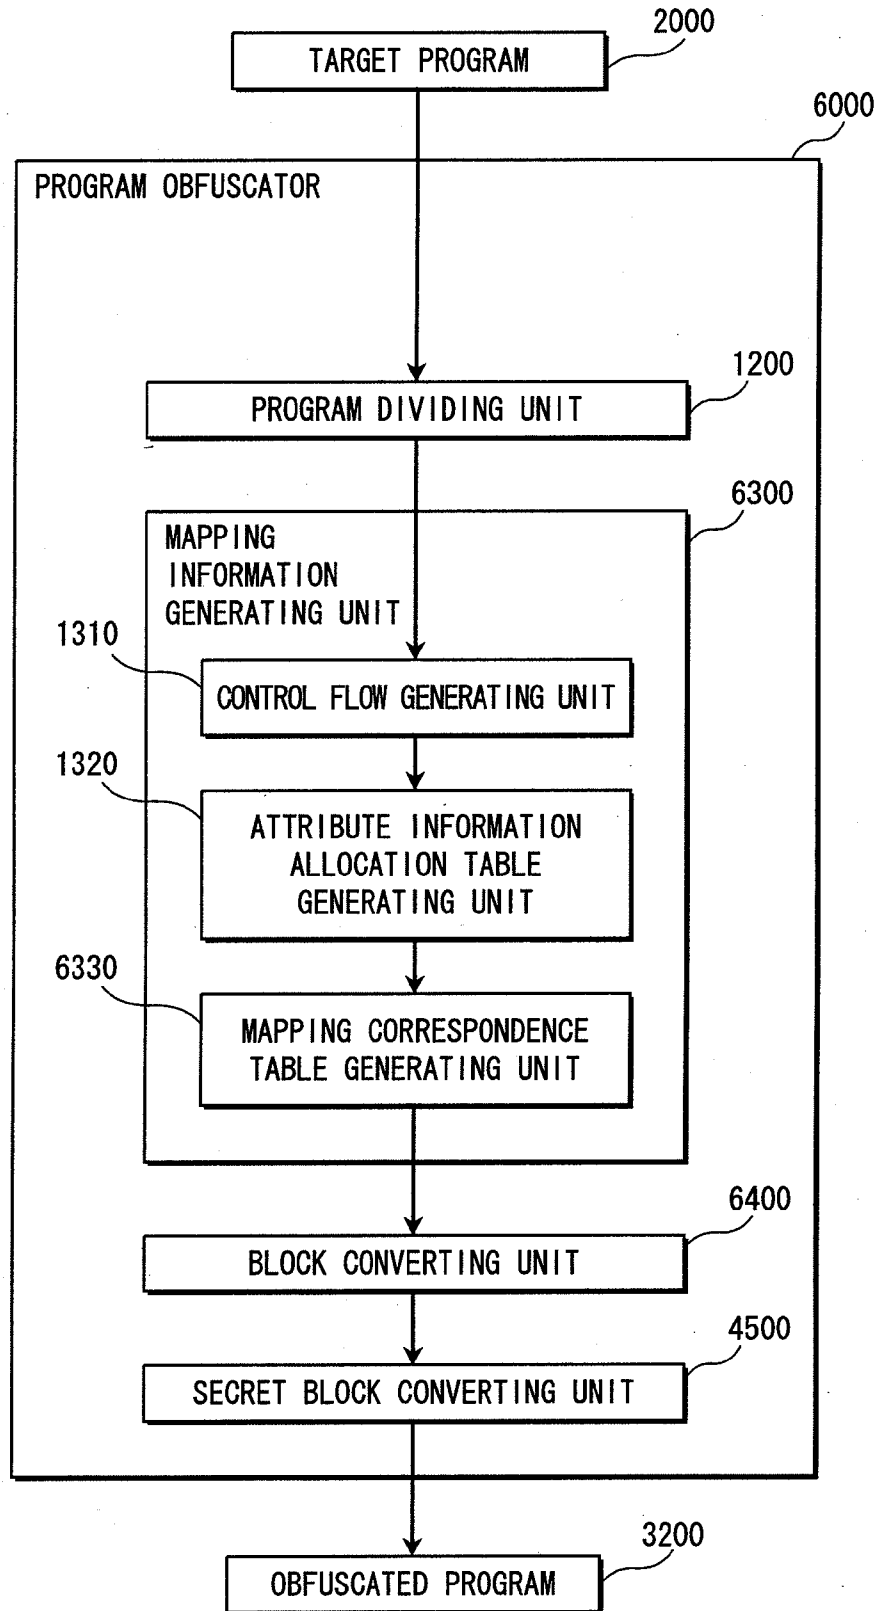 2000
TARGET PROGRAM
6000
PROGRAM OBFUSCATOR
1200
PROGRAM DIVIDING UNIT
6300
MAPPING
INFORMATION
GENERATING UNIT
1310
CONTROL FLOW GENERATING UNIT
1320
ATTRIBUTE INFORMATION
ALLOCATION TABLE
GENERATING UNIT
6330
MAPPING CORRESPONDENCE
TABLE GENERATING UNIT
6400
BLOCK CONVERTING UNIT
4500
SECRET BLOCK CONVERTING UNIT
3200
OBFUSCATED PROGRAM